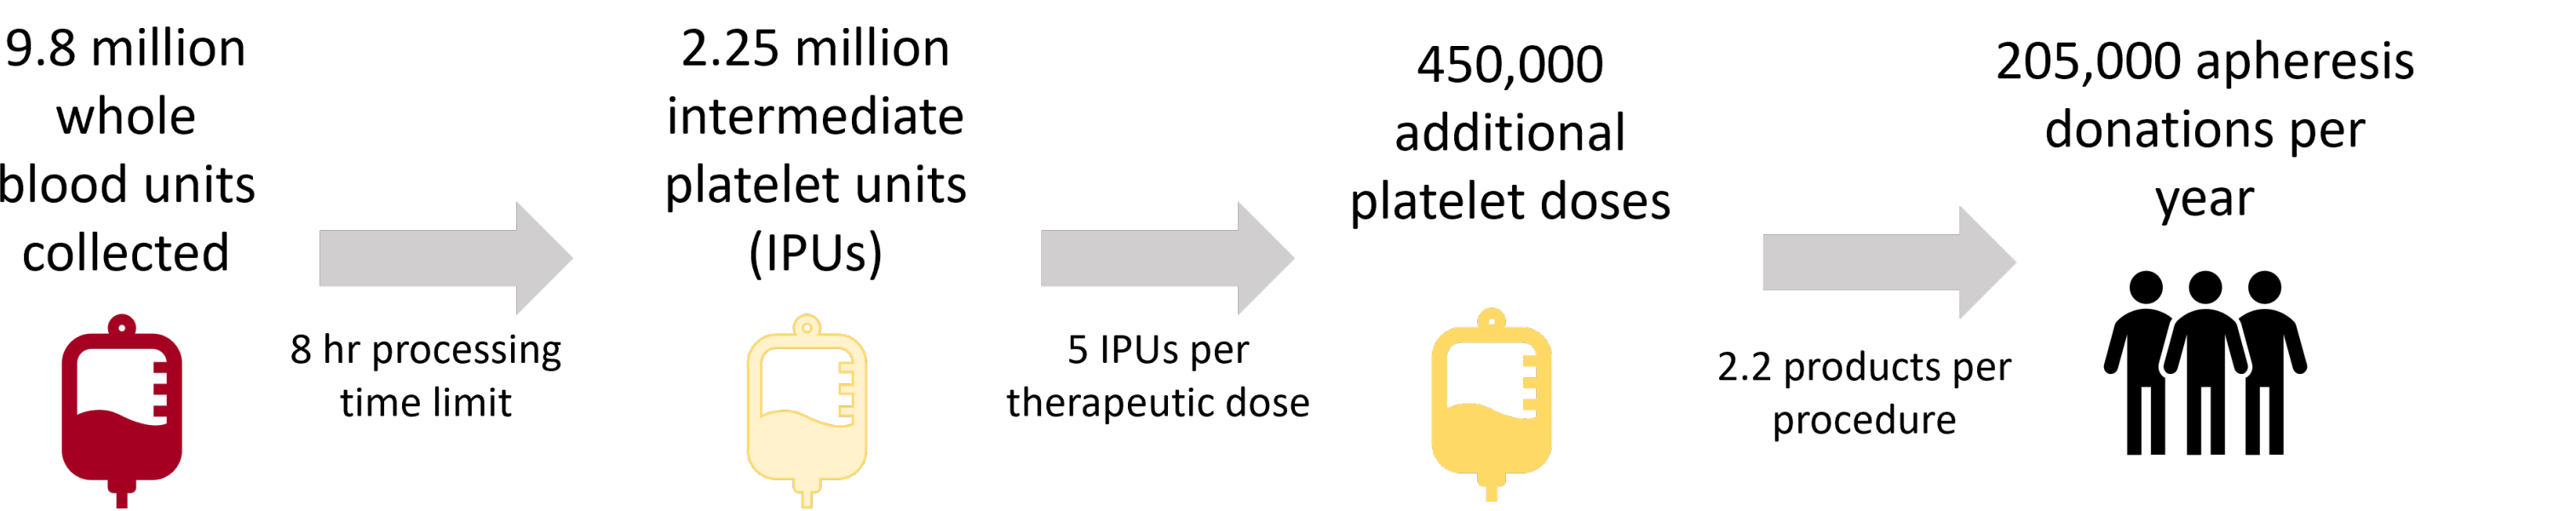 9.8 million
whole
blood units
collected
8 hr processing
time limit
2.25 million
intermediate
platelet units
(IPUs)
5 IPUs per
therapeutic dose
450,000
additional
platelet doses
2.2 products per
procedure
205,000 apheresis
donations per
year